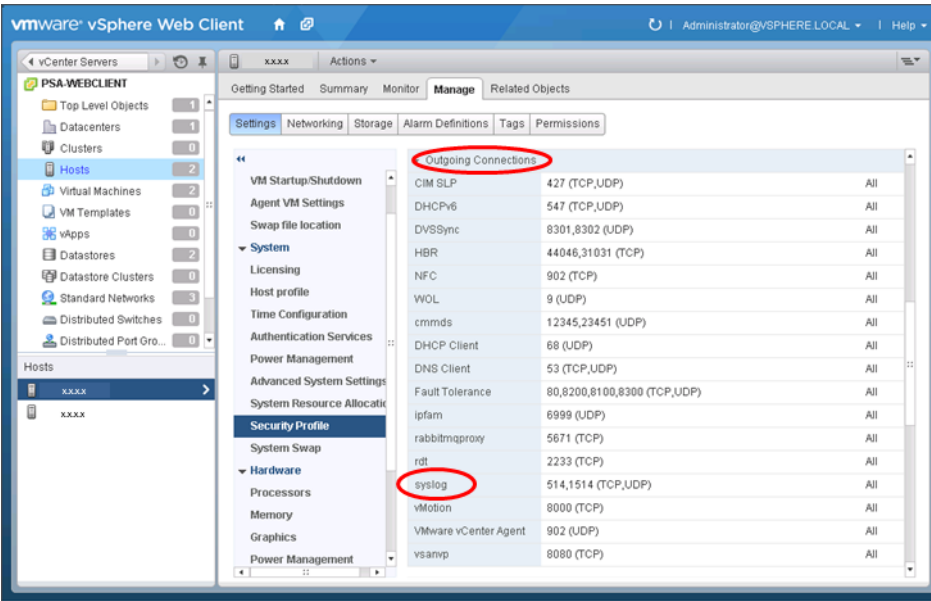 vmware vSphere Web Client
Administrator@VSPHERE.LOCAL | Help
vCenter Servers
PSA-WEBCLIENT
Top Level Objects 1
Datacenters 1
Clusters 0
Hosts 2
Virtual Machines 2
VM Templates 0
vApps 0
Datastores 2
Datastore Clusters 0
Standard Networks 3
Distributed Switches 0
Distributed Port Gro... 0
Hosts
xxxx
xxxx
xxxx Actions
Getting Started Summary Monitor Manage Related Objects
Settings Networking Storage Alarm Definitions Tags Permissions
VM Startup/Shutdown
Agent VM Settings
Swap file location
System
Licensing
Host profile
Time Configuration
Authentication Services
Power Management
Advanced System Settings
System Resource Allocatic
Security Profile
System Swap
Hardware
Processors
Memory
Graphics
Power Management
Outgoing Connections
CIM SLP 427 (TCP,UDP) All
DHCPv6 547 (TCP,UDP) All
DVSSync 8301,8302 (UDP) All
HBR 44046,31031 (TCP) All
NFC 902 (TCP) All
WOL 9 (UDP) All
cmmds 12345,23451 (UDP) All
DHCP Client 68 (UDP) All
DNS Client 53 (TCP,UDP) All
Fault Tolerance 80,8200,8100,8300 (TCP,UDP) All
ipfam 6999 (UDP) All
rabbitmqproxy 5671 (TCP) All
rdt 2233 (TCP) All
syslog 514,1514 (TCP,UDP) All
vMotion 8000 (TCP) All
VMware vCenter Agent 902 (UDP) All
vsanvp 8080 (TCP) All